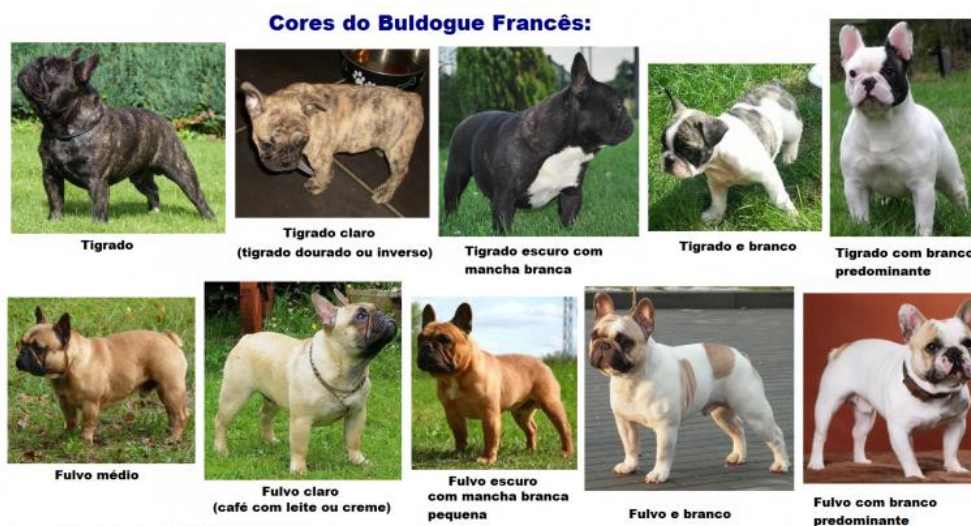 Cores do Buldogue Francês:
Tigrado
Tigrado claro
(tigrado dourado ou inverso)
Tigrado escuro com
mancha branca
Tigrado e branco
Tigrado com branco
predominante
Fulvo médio
Fulvo claro
(café com leite ou creme)
Fulvo escuro
com mancha branca
pequena
Fulvo e branco
Fulvo com branco
predominante